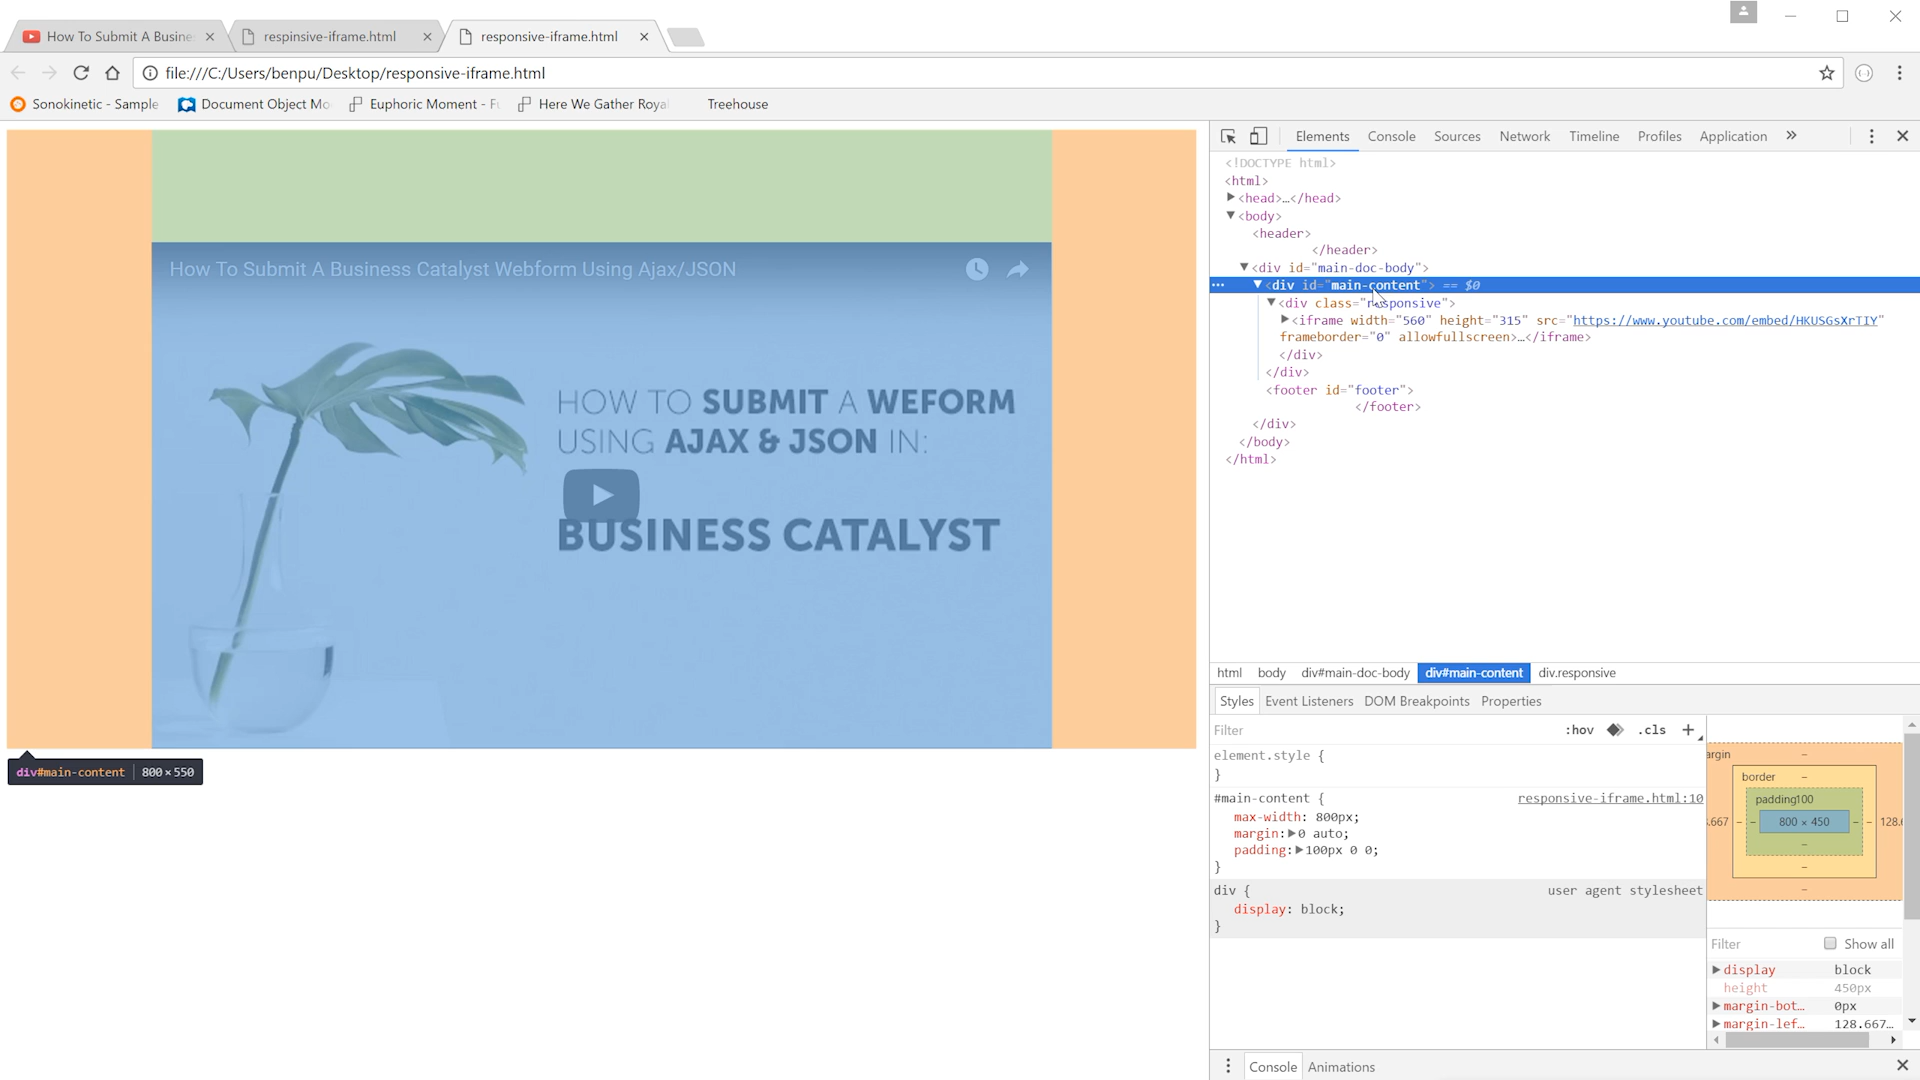 How To Submit A Busine
respinsive-iframe.html
responsive-iframe.html
file:///C:/Users/benpu/Desktop/responsive-iframe.html
Sonokinetic - Sample
Document Object Mo
Euphoric Moment - Fu
Here We Gather Royal
Treehouse
How To Submit A Business Catalyst Webform Using Ajax/JSON
HOW TO SUBMIT A WEFORM
USING AJAX & JSON IN:
BUSINESS CATALYST
div#main-content 800×550
Elements Console Sources Network Timeline Profiles Application »
<!DOCTYPE html>
<html>
<head>…</head>
<body>
<header>
</header>
<div id="main-doc-body">
<div id="main-content"> == $0
<div class="responsive">
<iframe width="560" height="315" src="https://www.youtube.com/embed/HKUSGsXrTIY"
frameborder="0" allowfullscreen>…</iframe>
</div>
</div>
<footer id="footer">
</footer>
</div>
</body>
</html>
html body div#main-doc-body div#main-content div.responsive
Styles Event Listeners DOM Breakpoints Properties
Filter :hov .cls +
element.style {
}
#main-content { responsive-iframe.html:10
max-width: 800px;
margin: 0 auto;
padding: 100px 0 0;
}
div { user agent stylesheet
display: block;
}
argin –
border –
padding100
.667 – – 800 × 450 – – 128.6
–
–
–
Filter Show all
display block
height 450px
margin-bot… 0px
margin-lef… 128.667…
Console Animations